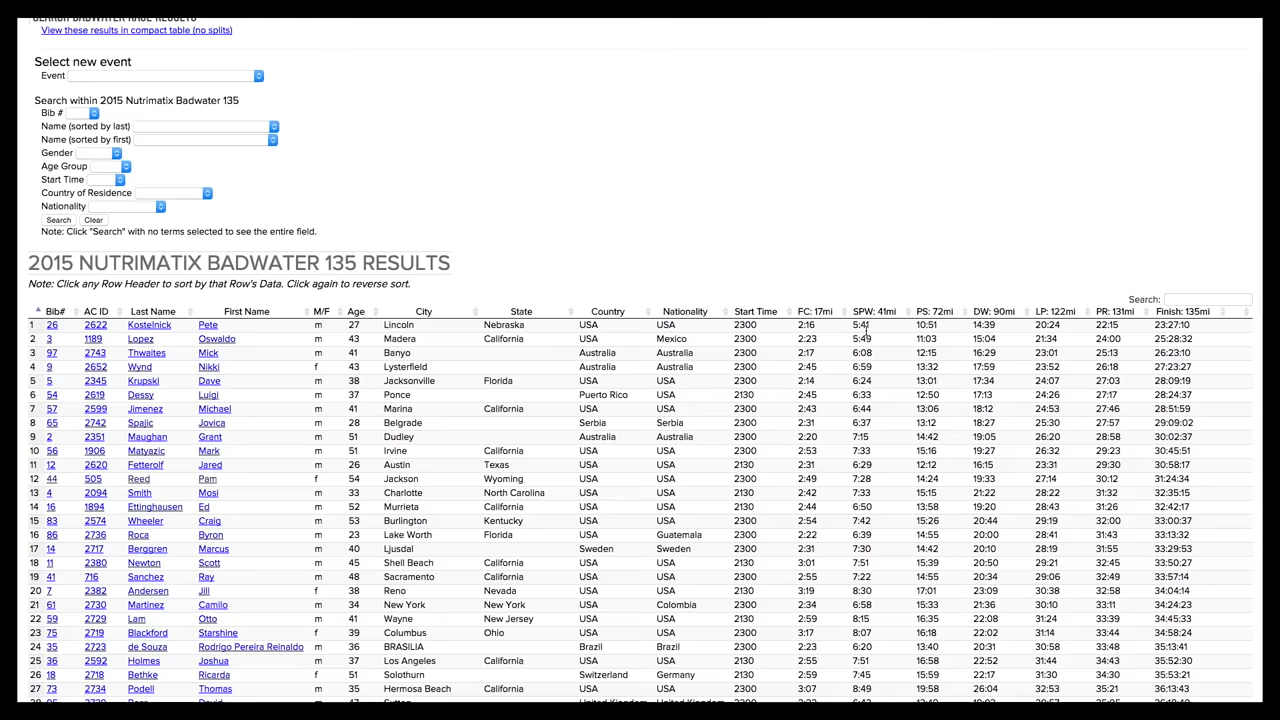 SEARCH BADWATER RACE RESULTS
View these results in compact table (no splits)
Select new event
Event
Search within 2015 Nutrimatix Badwater 135
Bib #
Name (sorted by last)
Name (sorted by first)
Gender
Age Group
Start Time
Country of Residence
Nationality
Search Clear
Note: Click "Search" with no terms selected to see the entire field.
2015 NUTRIMATIX BADWATER 135 RESULTS
Note: Click any Row Header to sort by that Row's Data. Click again to reverse sort.
Search:
Bib# AC ID Last Name First Name M/F Age City State Country Nationality Start Time FC: 17mi SPW: 41mi PS: 72mi DW: 90mi LP: 122mi PR: 131mi Finish: 135mi
1 26 2622 Kostelnick Pete m 27 Lincoln Nebraska USA USA 2300 2:16 5:41 10:51 14:39 20:24 22:15 23:27:10
2 3 1189 Lopez Oswaldo m 43 Madera California USA Mexico 2300 2:23 5:49 11:03 15:04 21:34 24:00 25:28:32
3 97 2743 Thwaites Mick m 41 Banyo Australia Australia 2300 2:17 6:08 12:15 16:29 23:01 25:13 26:23:10
4 9 2652 Wynd Nikki f 43 Lysterfield Australia Australia 2300 2:45 6:59 13:32 17:59 23:52 26:18 27:23:27
5 5 2345 Krupski Dave m 38 Jacksonville Florida USA USA 2300 2:14 6:24 13:01 17:34 24:07 27:03 28:09:19
6 54 2619 Dessy Luigi m 37 Ponce Puerto Rico USA 2130 2:45 6:33 12:50 17:13 24:26 27:17 28:24:37
7 57 2599 Jimenez Michael m 41 Marina California USA USA 2300 2:43 6:44 13:06 18:12 24:53 27:46 28:51:59
8 65 2742 Spajic Jovica m 28 Belgrade Serbia Serbia 2300 2:31 6:37 13:12 18:27 25:30 27:57 29:09:02
9 2 2351 Maughan Grant m 51 Dudley Australia Australia 2300 2:20 7:15 14:42 19:05 26:20 28:58 30:02:37
10 56 1906 Matyazic Mark m 51 Irvine California USA USA 2300 2:53 7:33 15:16 19:27 26:32 29:23 30:45:51
11 12 2620 Fetterolf Jared m 26 Austin Texas USA USA 2130 2:31 6:29 12:12 16:15 23:31 29:30 30:58:17
12 44 505 Reed Pam f 54 Jackson Wyoming USA USA 2300 2:49 7:28 14:24 19:33 27:14 30:12 31:24:34
13 4 2094 Smith Mosi m 33 Charlotte North Carolina USA USA 2130 2:42 7:33 15:15 21:22 28:22 31:32 32:35:15
14 16 1894 Ettinghausen Ed m 52 Murrieta California USA USA 2300 2:44 6:50 13:58 19:20 28:43 31:26 32:42:17
15 83 2574 Wheeler Craig m 53 Burlington Kentucky USA USA 2300 2:54 7:42 15:26 20:44 29:19 32:00 33:00:37
16 86 2736 Roca Byron m 23 Lake Worth Florida USA Guatemala 2300 2:22 6:39 14:55 20:00 28:41 31:43 33:13:32
17 14 2717 Berggren Marcus m 40 Ljusdal Sweden Sweden 2300 2:31 7:30 14:42 20:10 28:19 31:55 33:29:53
18 11 2380 Newton Scott m 45 Shell Beach California USA USA 2130 3:01 7:51 15:39 20:50 29:21 32:45 33:50:27
19 41 716 Sanchez Ray m 48 Sacramento California USA USA 2300 2:55 7:22 14:55 20:34 29:06 32:49 33:57:14
20 7 2382 Andersen Jill f 38 Reno Nevada USA USA 2130 3:19 8:30 17:01 23:09 30:38 32:58 34:04:14
21 61 2730 Martinez Camilo m 34 New York New York USA Colombia 2300 2:34 6:58 15:33 21:36 30:10 33:11 34:24:23
22 59 2729 Lam Otto m 41 Wayne New Jersey USA USA 2130 2:59 8:15 16:35 22:08 31:24 33:39 34:45:33
23 75 2719 Blackford Starshine f 39 Columbus Ohio USA USA 2300 3:17 8:07 16:18 22:02 31:14 33:44 34:58:24
24 35 2723 de Souza Rodrigo Pereira Reinaldo m 36 BRASILIA Brazil Brazil 2300 2:23 6:20 13:40 20:31 30:58 33:48 35:13:41
25 36 2592 Holmes Joshua m 37 Los Angeles California USA USA 2130 2:55 7:51 16:58 22:52 31:44 34:43 35:52:30
26 18 2718 Bethke Ricarda f 51 Solothurn Switzerland Germany 2130 2:59 7:45 15:59 22:17 31:30 34:30 35:53:21
27 73 2734 Podell Thomas m 35 Hermosa Beach California USA USA 2300 3:07 8:49 19:58 26:04 32:53 35:21 36:13:43